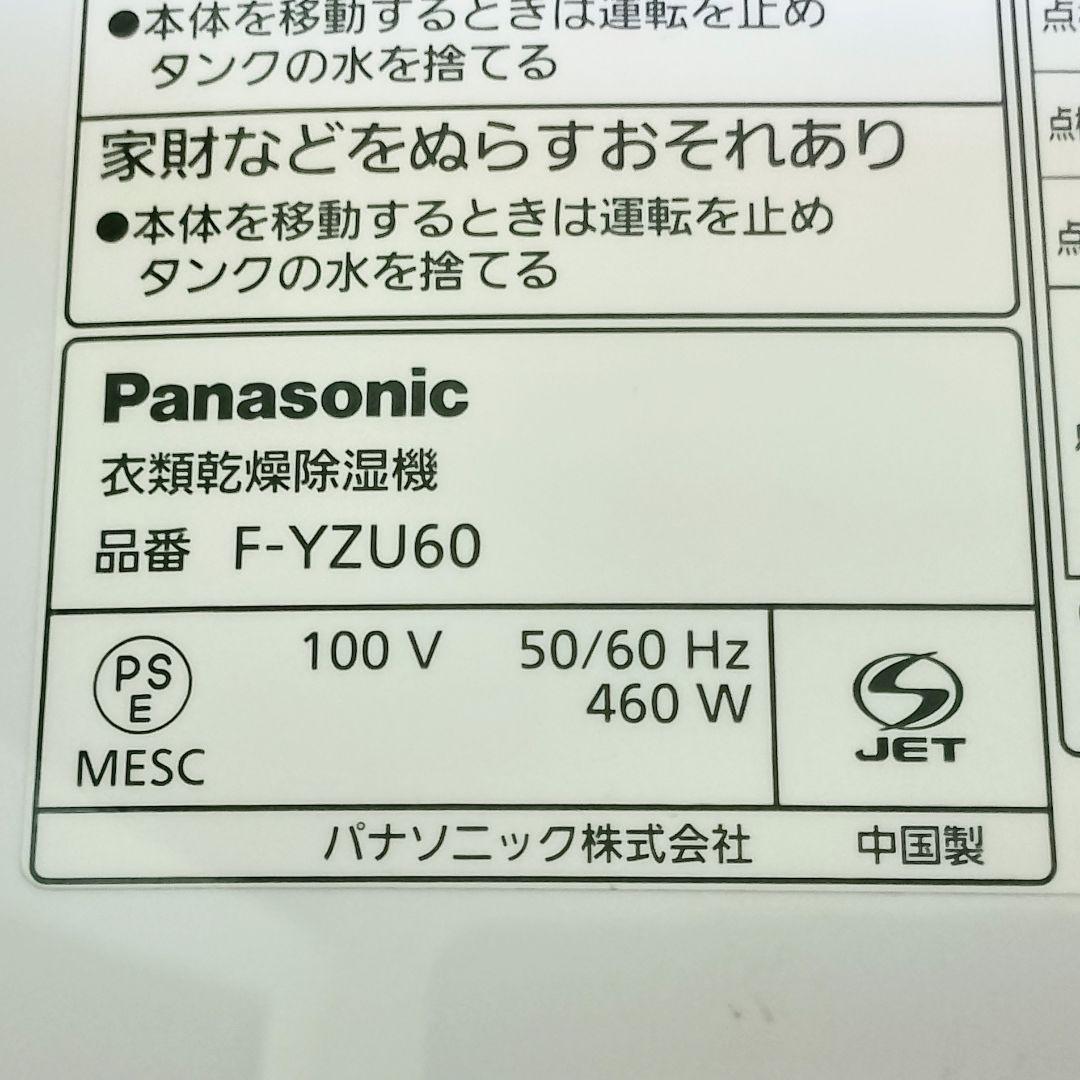 ●本体を移動するときは運転を止め
タンクの水を捨てる
家財などをぬらすおそれあり
●本体を移動するときは運転を止め
タンクの水を捨てる
Panasonic
衣類乾燥除湿機
品番 F-YZU60
PS
E
MESC
100 V 50/60 Hz
460 W
JET
パナソニック株式会社 中国製
点
点
点